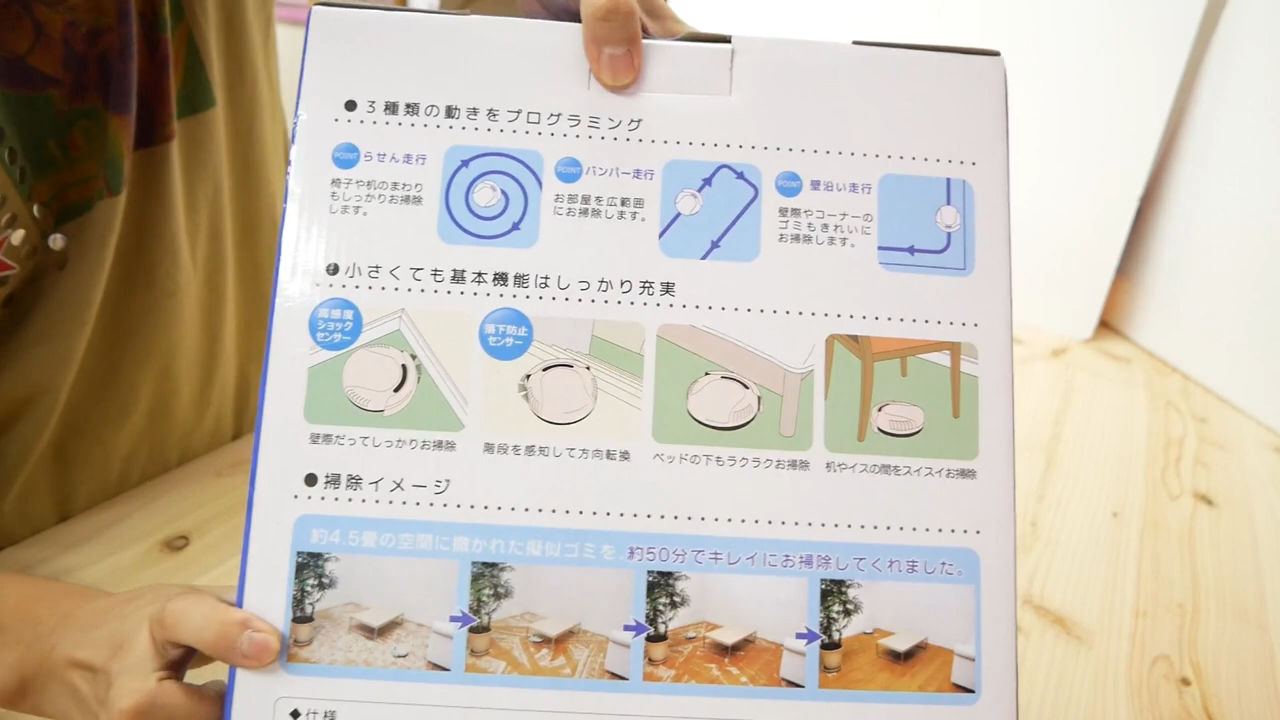 ●3種類の動きをプログラミング
POINT らせん走行
椅子や机のまわり
もしっかりお掃除
します。
POINT バンパー走行
お部屋を広範囲
にお掃除します。
POINT 壁沿い走行
壁際やコーナーの
ゴミもきれいに
お掃除します。
●小さくても基本機能はしっかり充実
高感度
ショック
センサー
壁際だってしっかりお掃除
落下防止
センサー
階段を感知して方向転換
ベッドの下もラクラクお掃除
机やイスの間をスイスイお掃除
●掃除イメージ
約4.5畳の空間に撒かれた擬似ゴミを、約50分でキレイにお掃除してくれました。
◆仕様